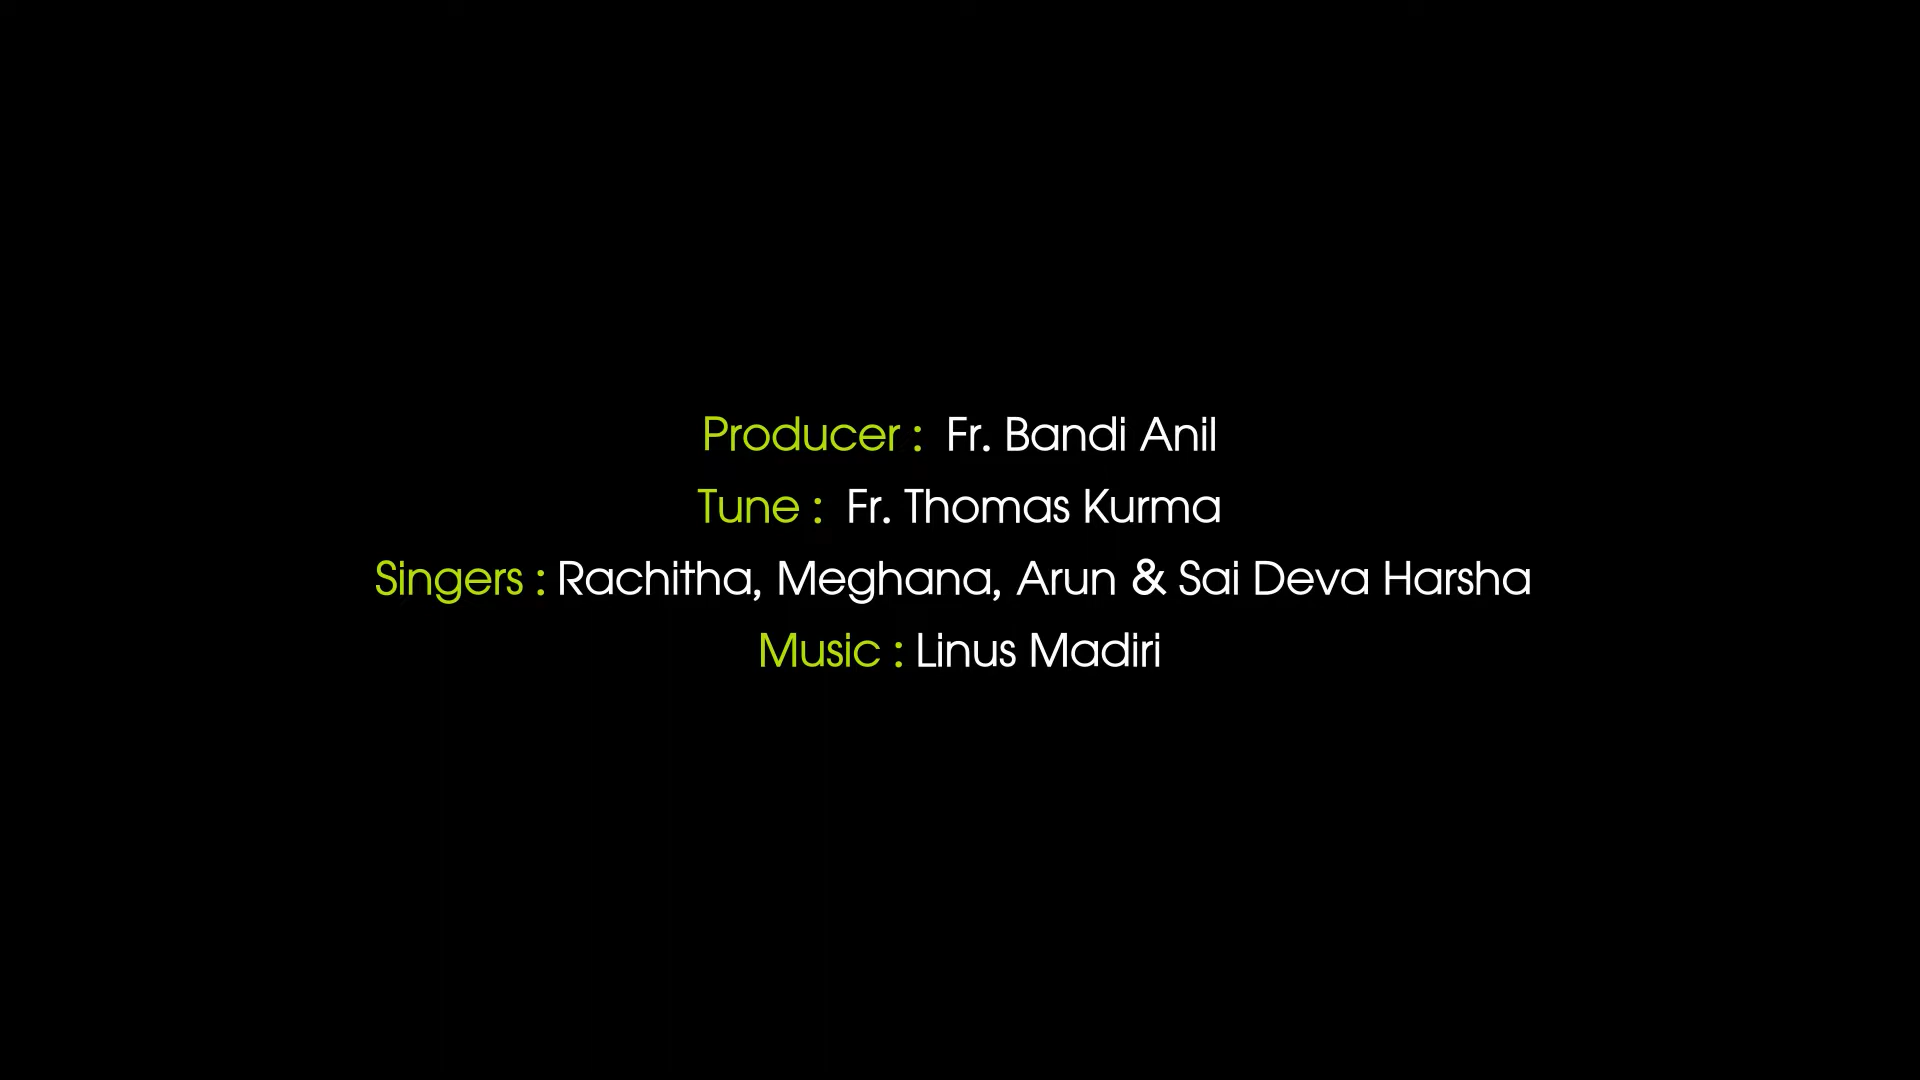 Producer :  Fr. Bandi Anil
Tune :  Fr. Thomas Kurma
Singers : Rachitha, Meghana, Arun & Sai Deva Harsha
Music : Linus Madiri